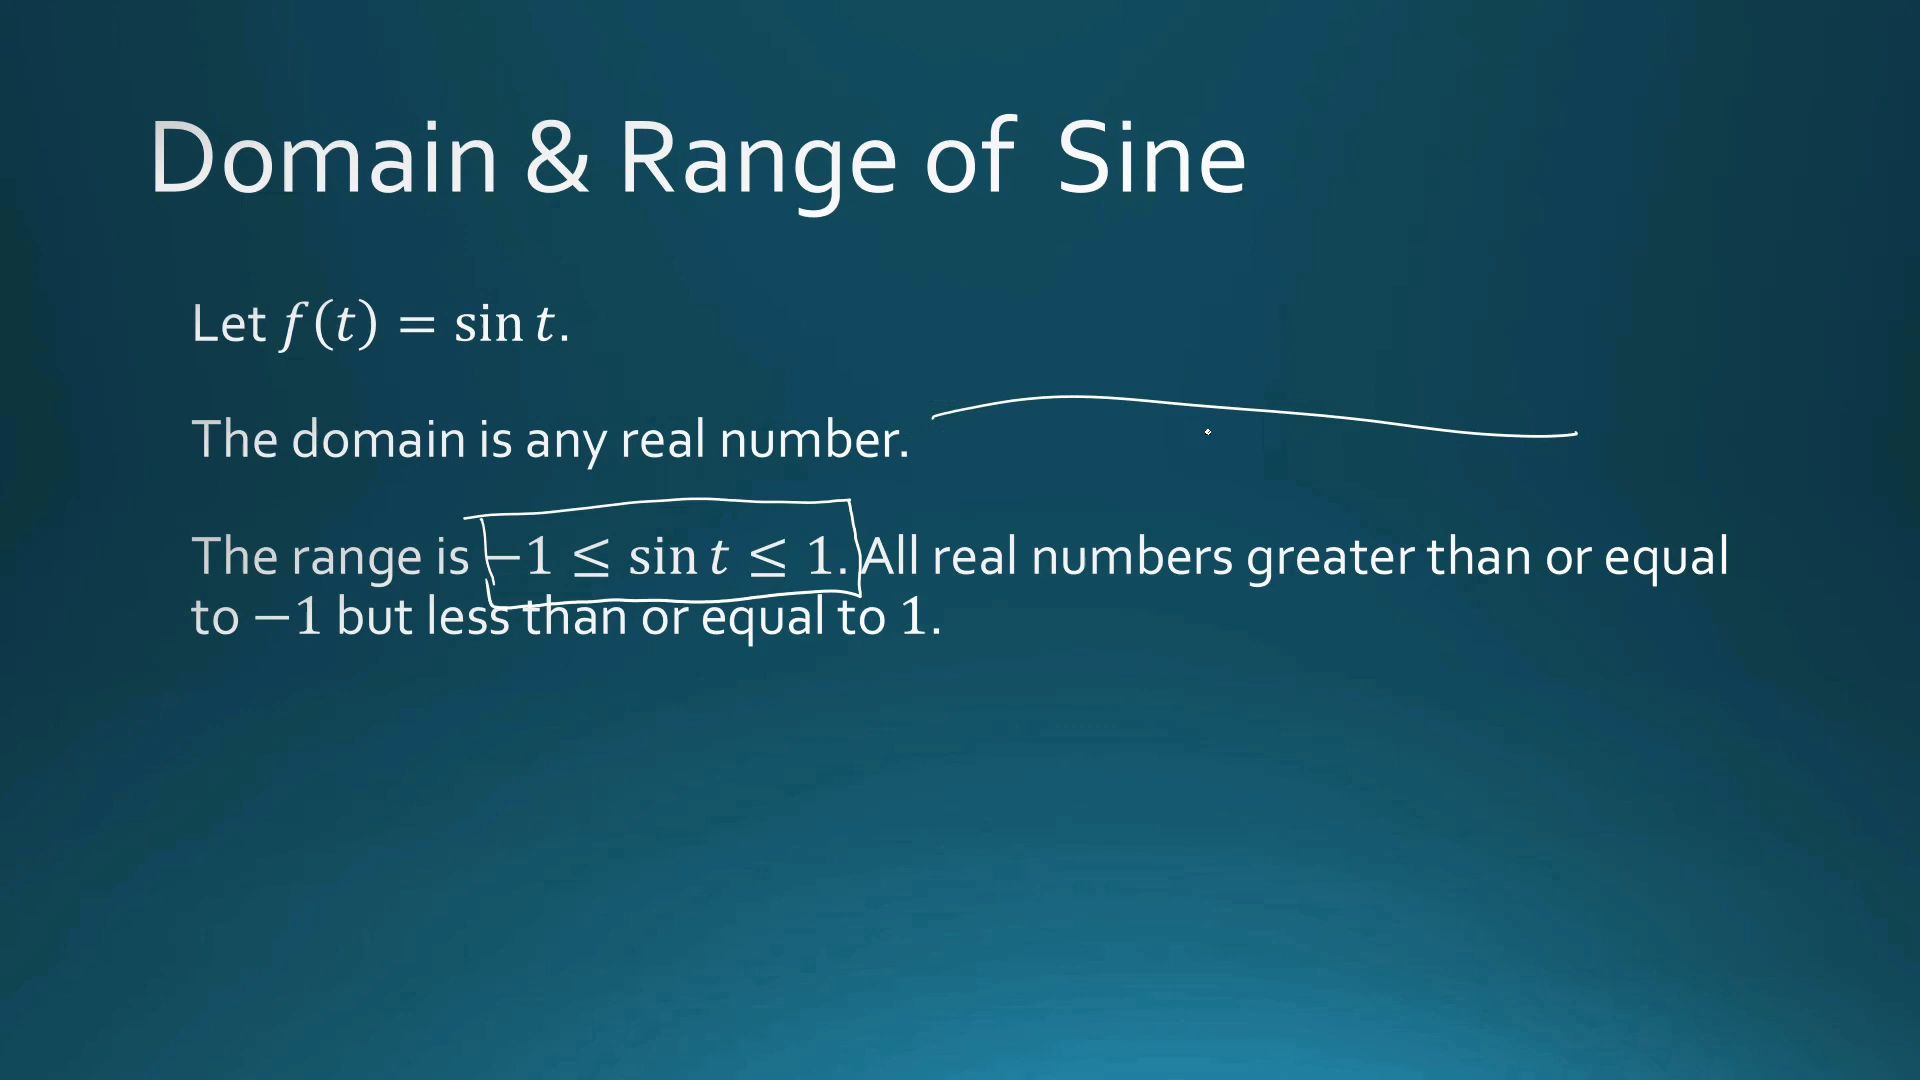 Domain & Range of Sine
Let f(t) = sin t.
The domain is any real number.
The range is −1 ≤ sin t ≤ 1. All real numbers greater than or equal
to −1 but less than or equal to 1.